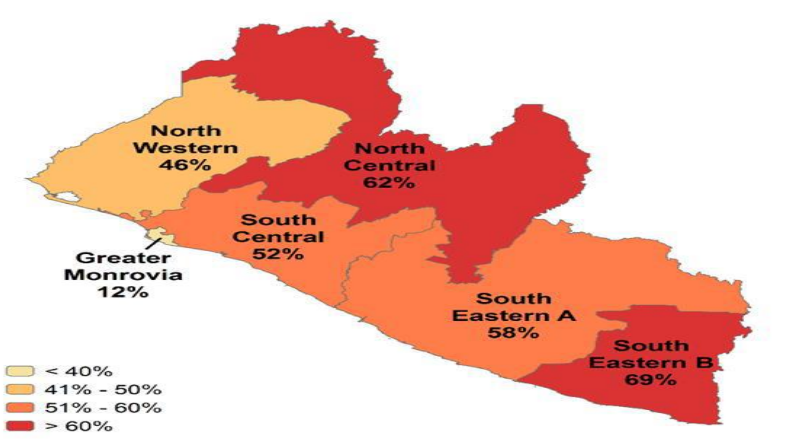 North
Western
46%
North
Central
62%
South
Central
52%
Greater
Monrovia
12%
South
Eastern A
58%
South
Eastern B
69%
< 40%
41% - 50%
51% - 60%
> 60%